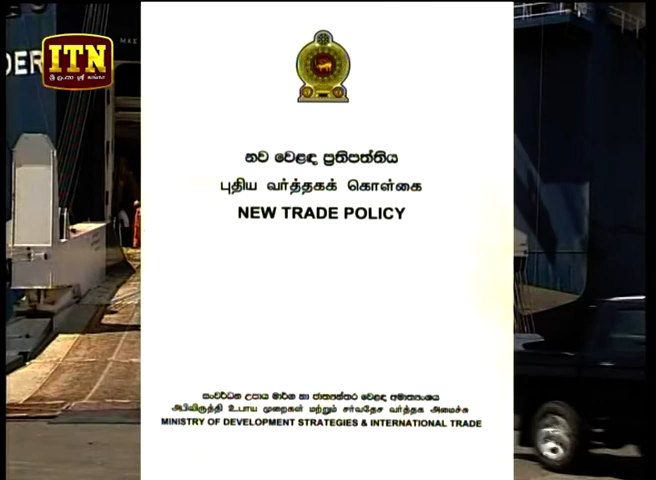 DER
ITN
නව වෙළඳ ප්‍රතිපත්තිය
புதிய வர்த்தகக் கொள்கை
NEW TRADE POLICY
සංවර්ධන උපාය මාර්ග හා ජාත්‍යන්තර වෙළඳ අමාත්‍යාංශය
அபிவிருத்தி உபாய முறைகள் மற்றும் சர்வதேச வர்த்தக அமைச்சு
MINISTRY OF DEVELOPMENT STRATEGIES & INTERNATIONAL TRADE